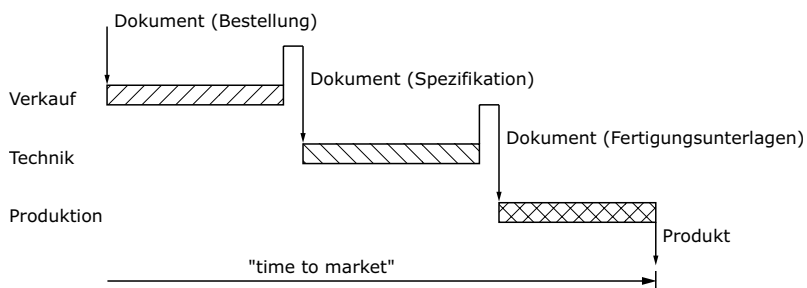 Dokument (Bestellung)
Dokument (Spezifikation)
Verkauf
Dokument (Fertigungsunterlagen)
Technik
Produktion
Produkt
"time to market"